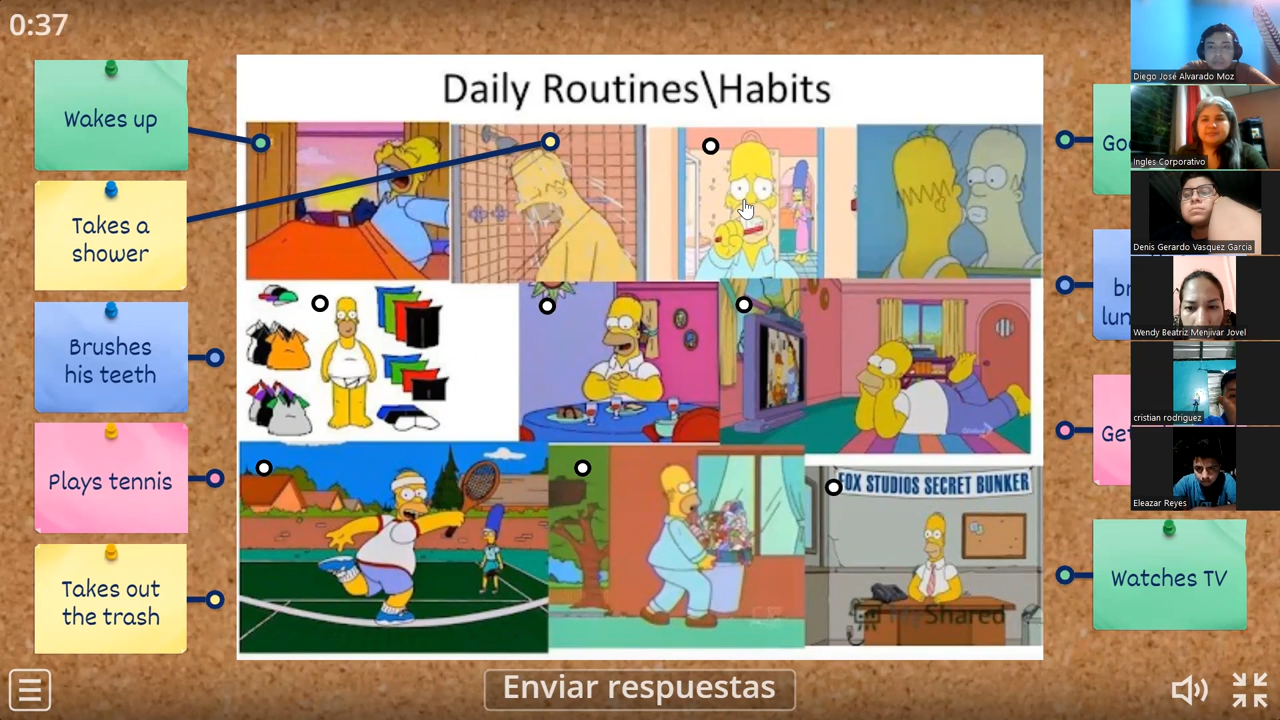 0:37
Daily Routines\Habits
Wakes up
Takes a
shower
Brushes
his teeth
Plays tennis
Takes out
the trash
FOX STUDIOS SECRET BUNKER
MyShared
Watches TV
Enviar respuestas
Diego José Alvarado Moz
Ingles Corporativo
Denis Gerardo Vasquez Garcia
Wendy Beatriz Menjivar Jovel
cristian rodriguez
Eleazar Reyes